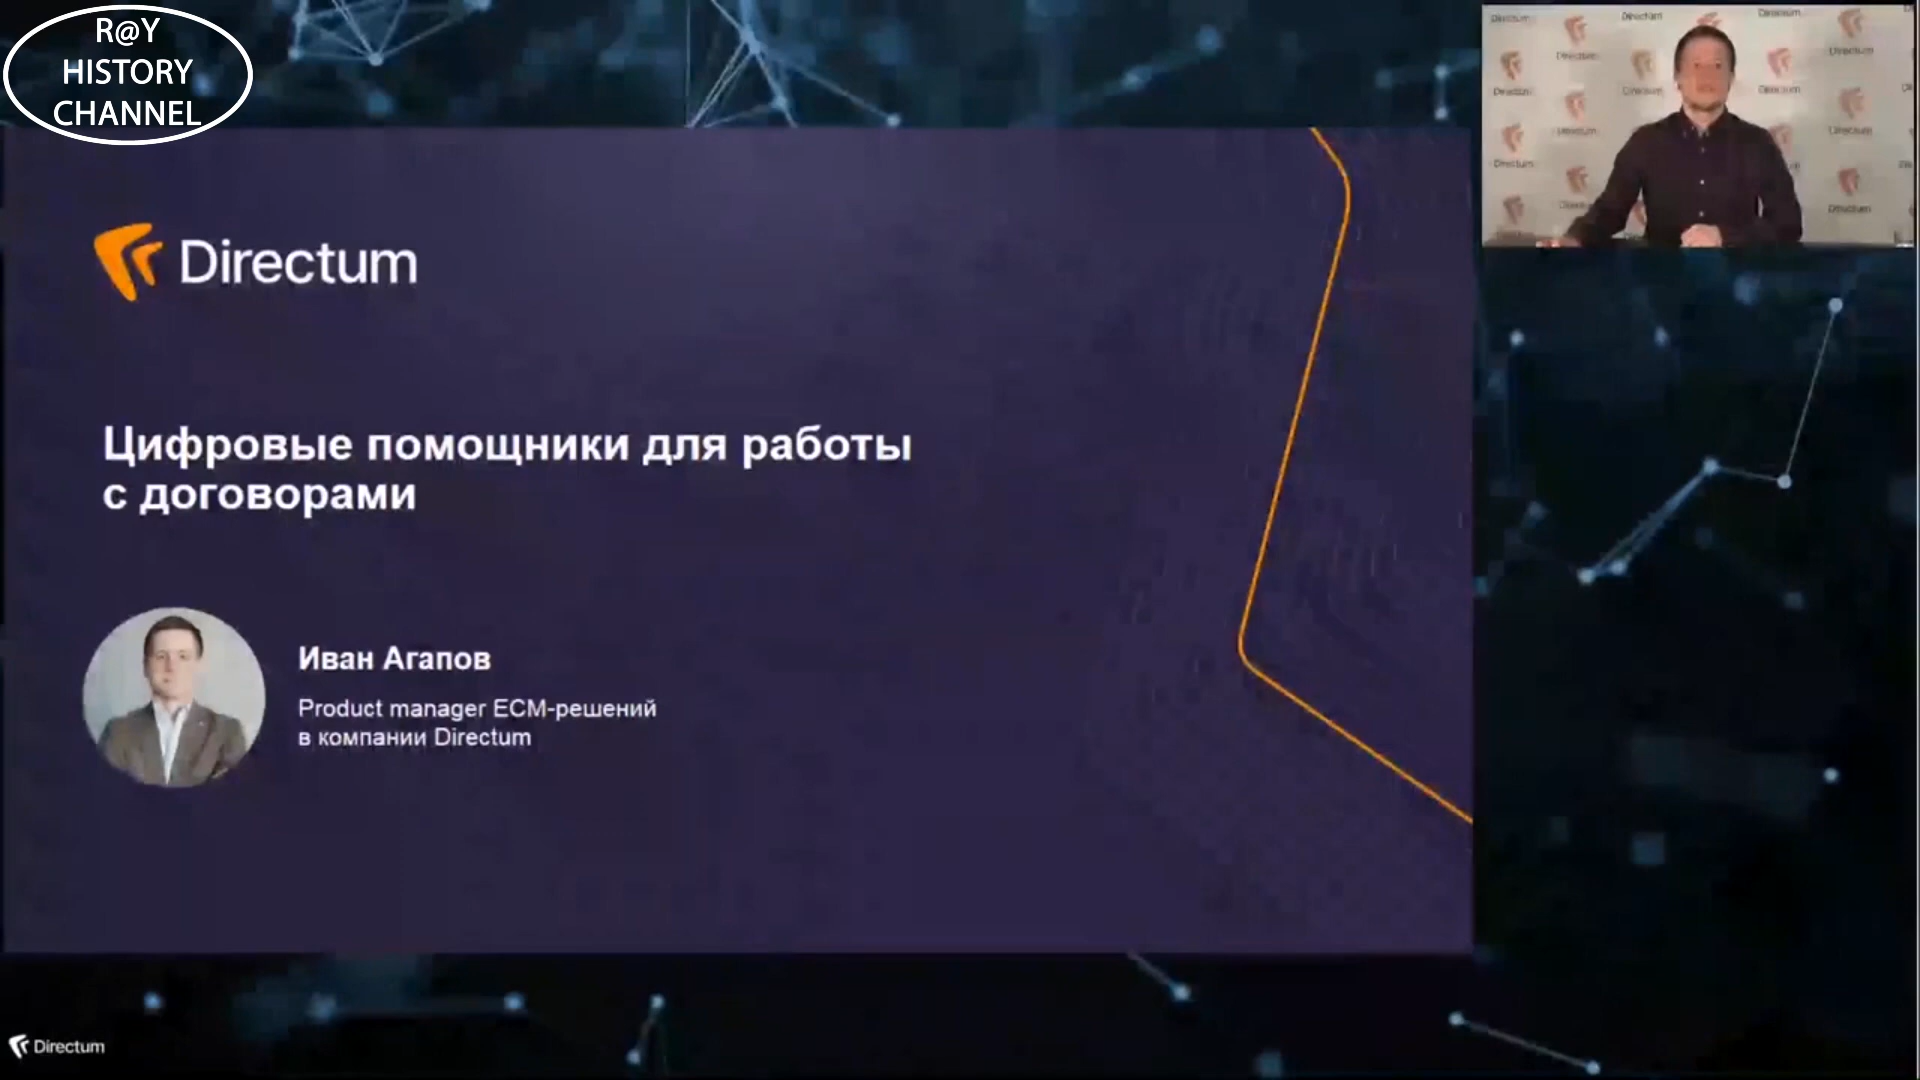 R@Y
HISTORY
CHANNEL
Directum
Цифровые помощники для работы
с договорами
Иван Агапов
Product manager ECM-решений
в компании Directum
Directum